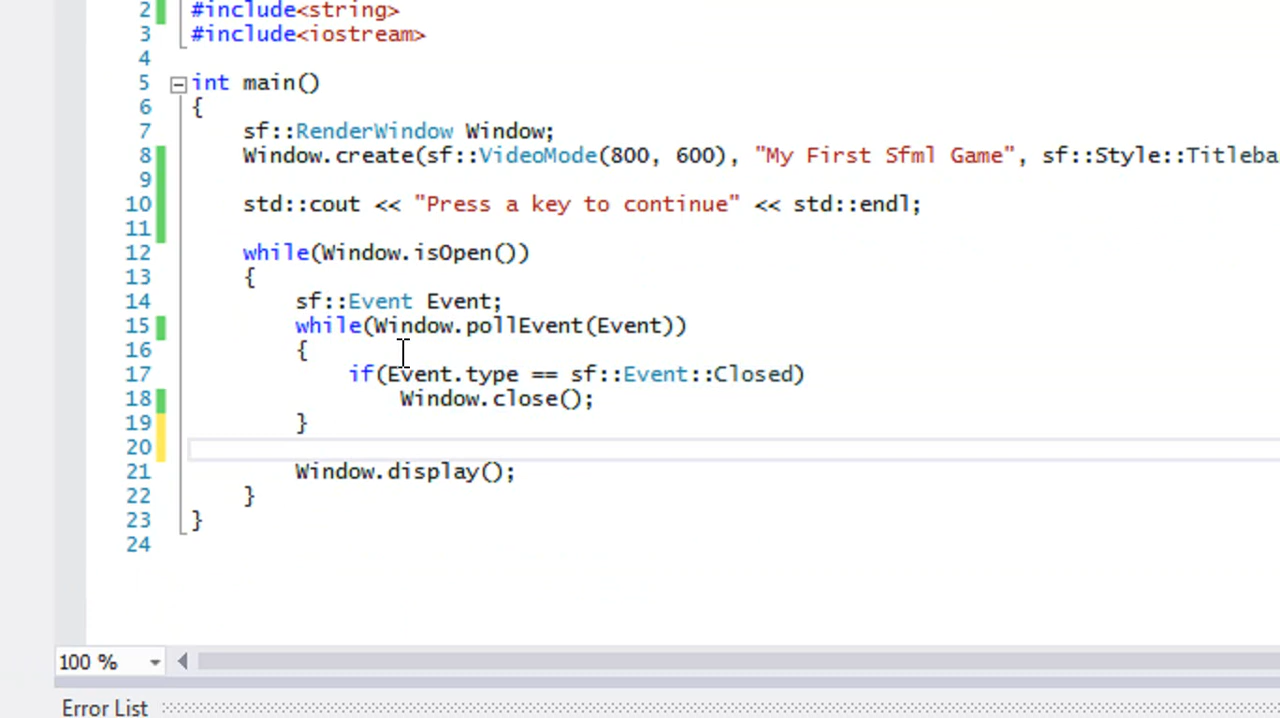 2 #include<string>
3 #include<iostream>
4
5 int main()
6 {
7 sf::RenderWindow Window;
8 Window.create(sf::VideoMode(800, 600), "My First Sfml Game", sf::Style::Titleba
9
10 std::cout << "Press a key to continue" << std::endl;
11
12 while(Window.isOpen())
13 {
14 sf::Event Event;
15 while(Window.pollEvent(Event))
16 {
17 if(Event.type == sf::Event::Closed)
18 Window.close();
19 }
20
21 Window.display();
22 }
23 }
24
100 %
Error List